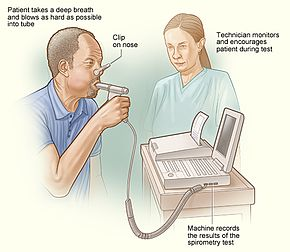 Patient takes a deep breath
and blows as hard as possible
into tube
Clip
on nose
Technician monitors
and encourages
patient during test
Machine records
the results of the
spirometry test